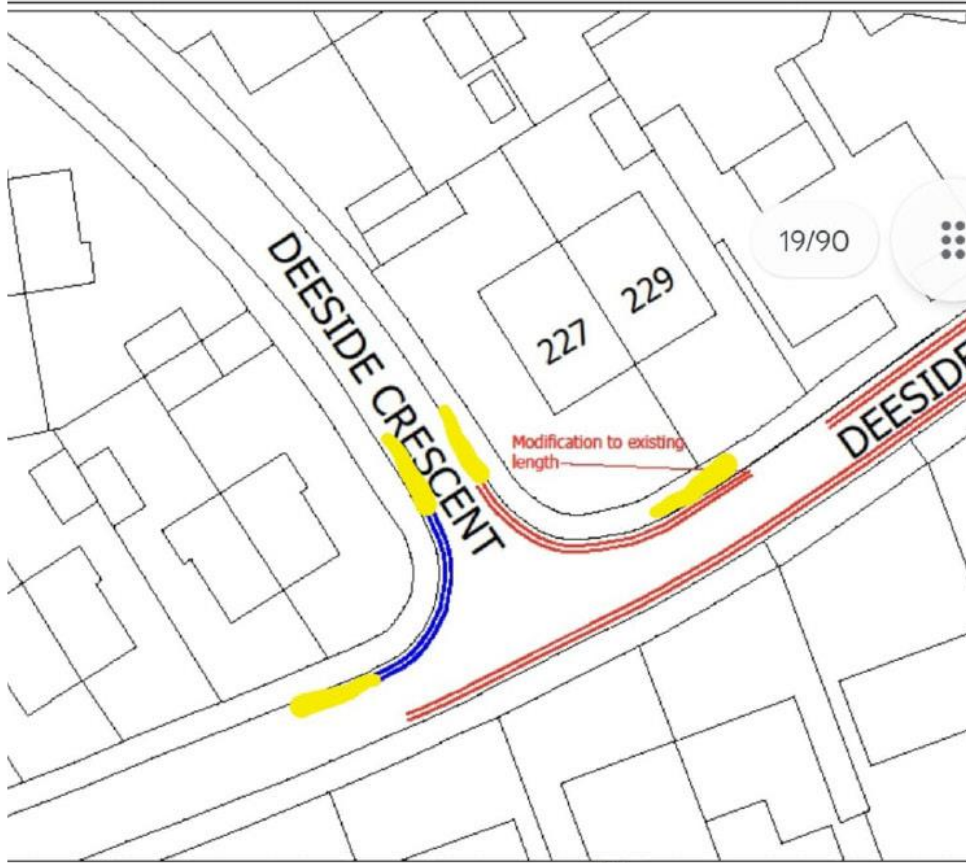 19/90
DEESIDE CRESCENT
229
227
Modification to existing
length
DEESIDE